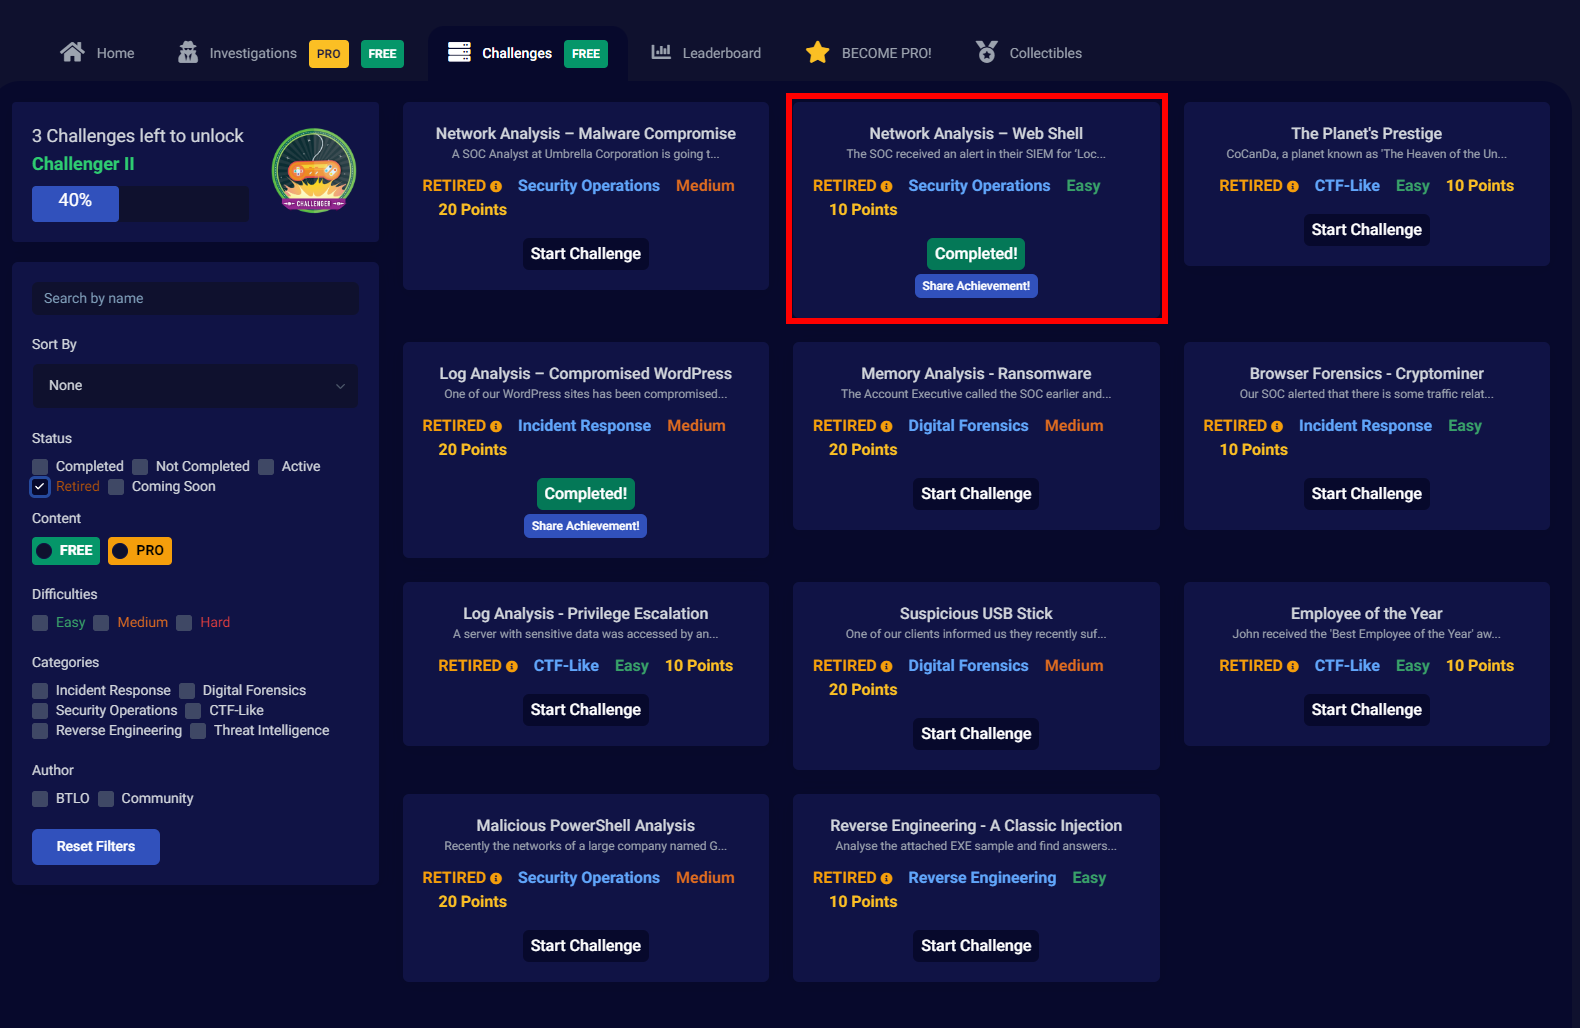 Home
Investigations PRO FREE
Challenges FREE
Leaderboard
BECOME PRO!
Collectibles
3 Challenges left to unlock
Challenger II
40%
CHALLENGER
Search by name
Sort By
None
Status
Completed Not Completed Active
Retired Coming Soon
Content
FREE PRO
Difficulties
Easy Medium Hard
Categories
Incident Response Digital Forensics
Security Operations CTF-Like
Reverse Engineering Threat Intelligence
Author
BTLO Community
Reset Filters
Network Analysis – Malware Compromise
A SOC Analyst at Umbrella Corporation is going t...
RETIRED Security Operations Medium
20 Points
Start Challenge
Network Analysis – Web Shell
The SOC received an alert in their SIEM for ‘Loc...
RETIRED Security Operations Easy
10 Points
Completed!
Share Achievement!
The Planet's Prestige
CoCanDa, a planet known as 'The Heaven of the Un...
RETIRED CTF-Like Easy 10 Points
Start Challenge
Log Analysis – Compromised WordPress
One of our WordPress sites has been compromised...
RETIRED Incident Response Medium
20 Points
Completed!
Share Achievement!
Memory Analysis - Ransomware
The Account Executive called the SOC earlier and...
RETIRED Digital Forensics Medium
20 Points
Start Challenge
Browser Forensics - Cryptominer
Our SOC alerted that there is some traffic relat...
RETIRED Incident Response Easy
10 Points
Start Challenge
Log Analysis - Privilege Escalation
A server with sensitive data was accessed by an...
RETIRED CTF-Like Easy 10 Points
Start Challenge
Suspicious USB Stick
One of our clients informed us they recently suf...
RETIRED Digital Forensics Medium
20 Points
Start Challenge
Employee of the Year
John received the 'Best Employee of the Year' aw...
RETIRED CTF-Like Easy 10 Points
Start Challenge
Malicious PowerShell Analysis
Recently the networks of a large company named G...
RETIRED Security Operations Medium
20 Points
Start Challenge
Reverse Engineering - A Classic Injection
Analyse the attached EXE sample and find answers...
RETIRED Reverse Engineering Easy
10 Points
Start Challenge